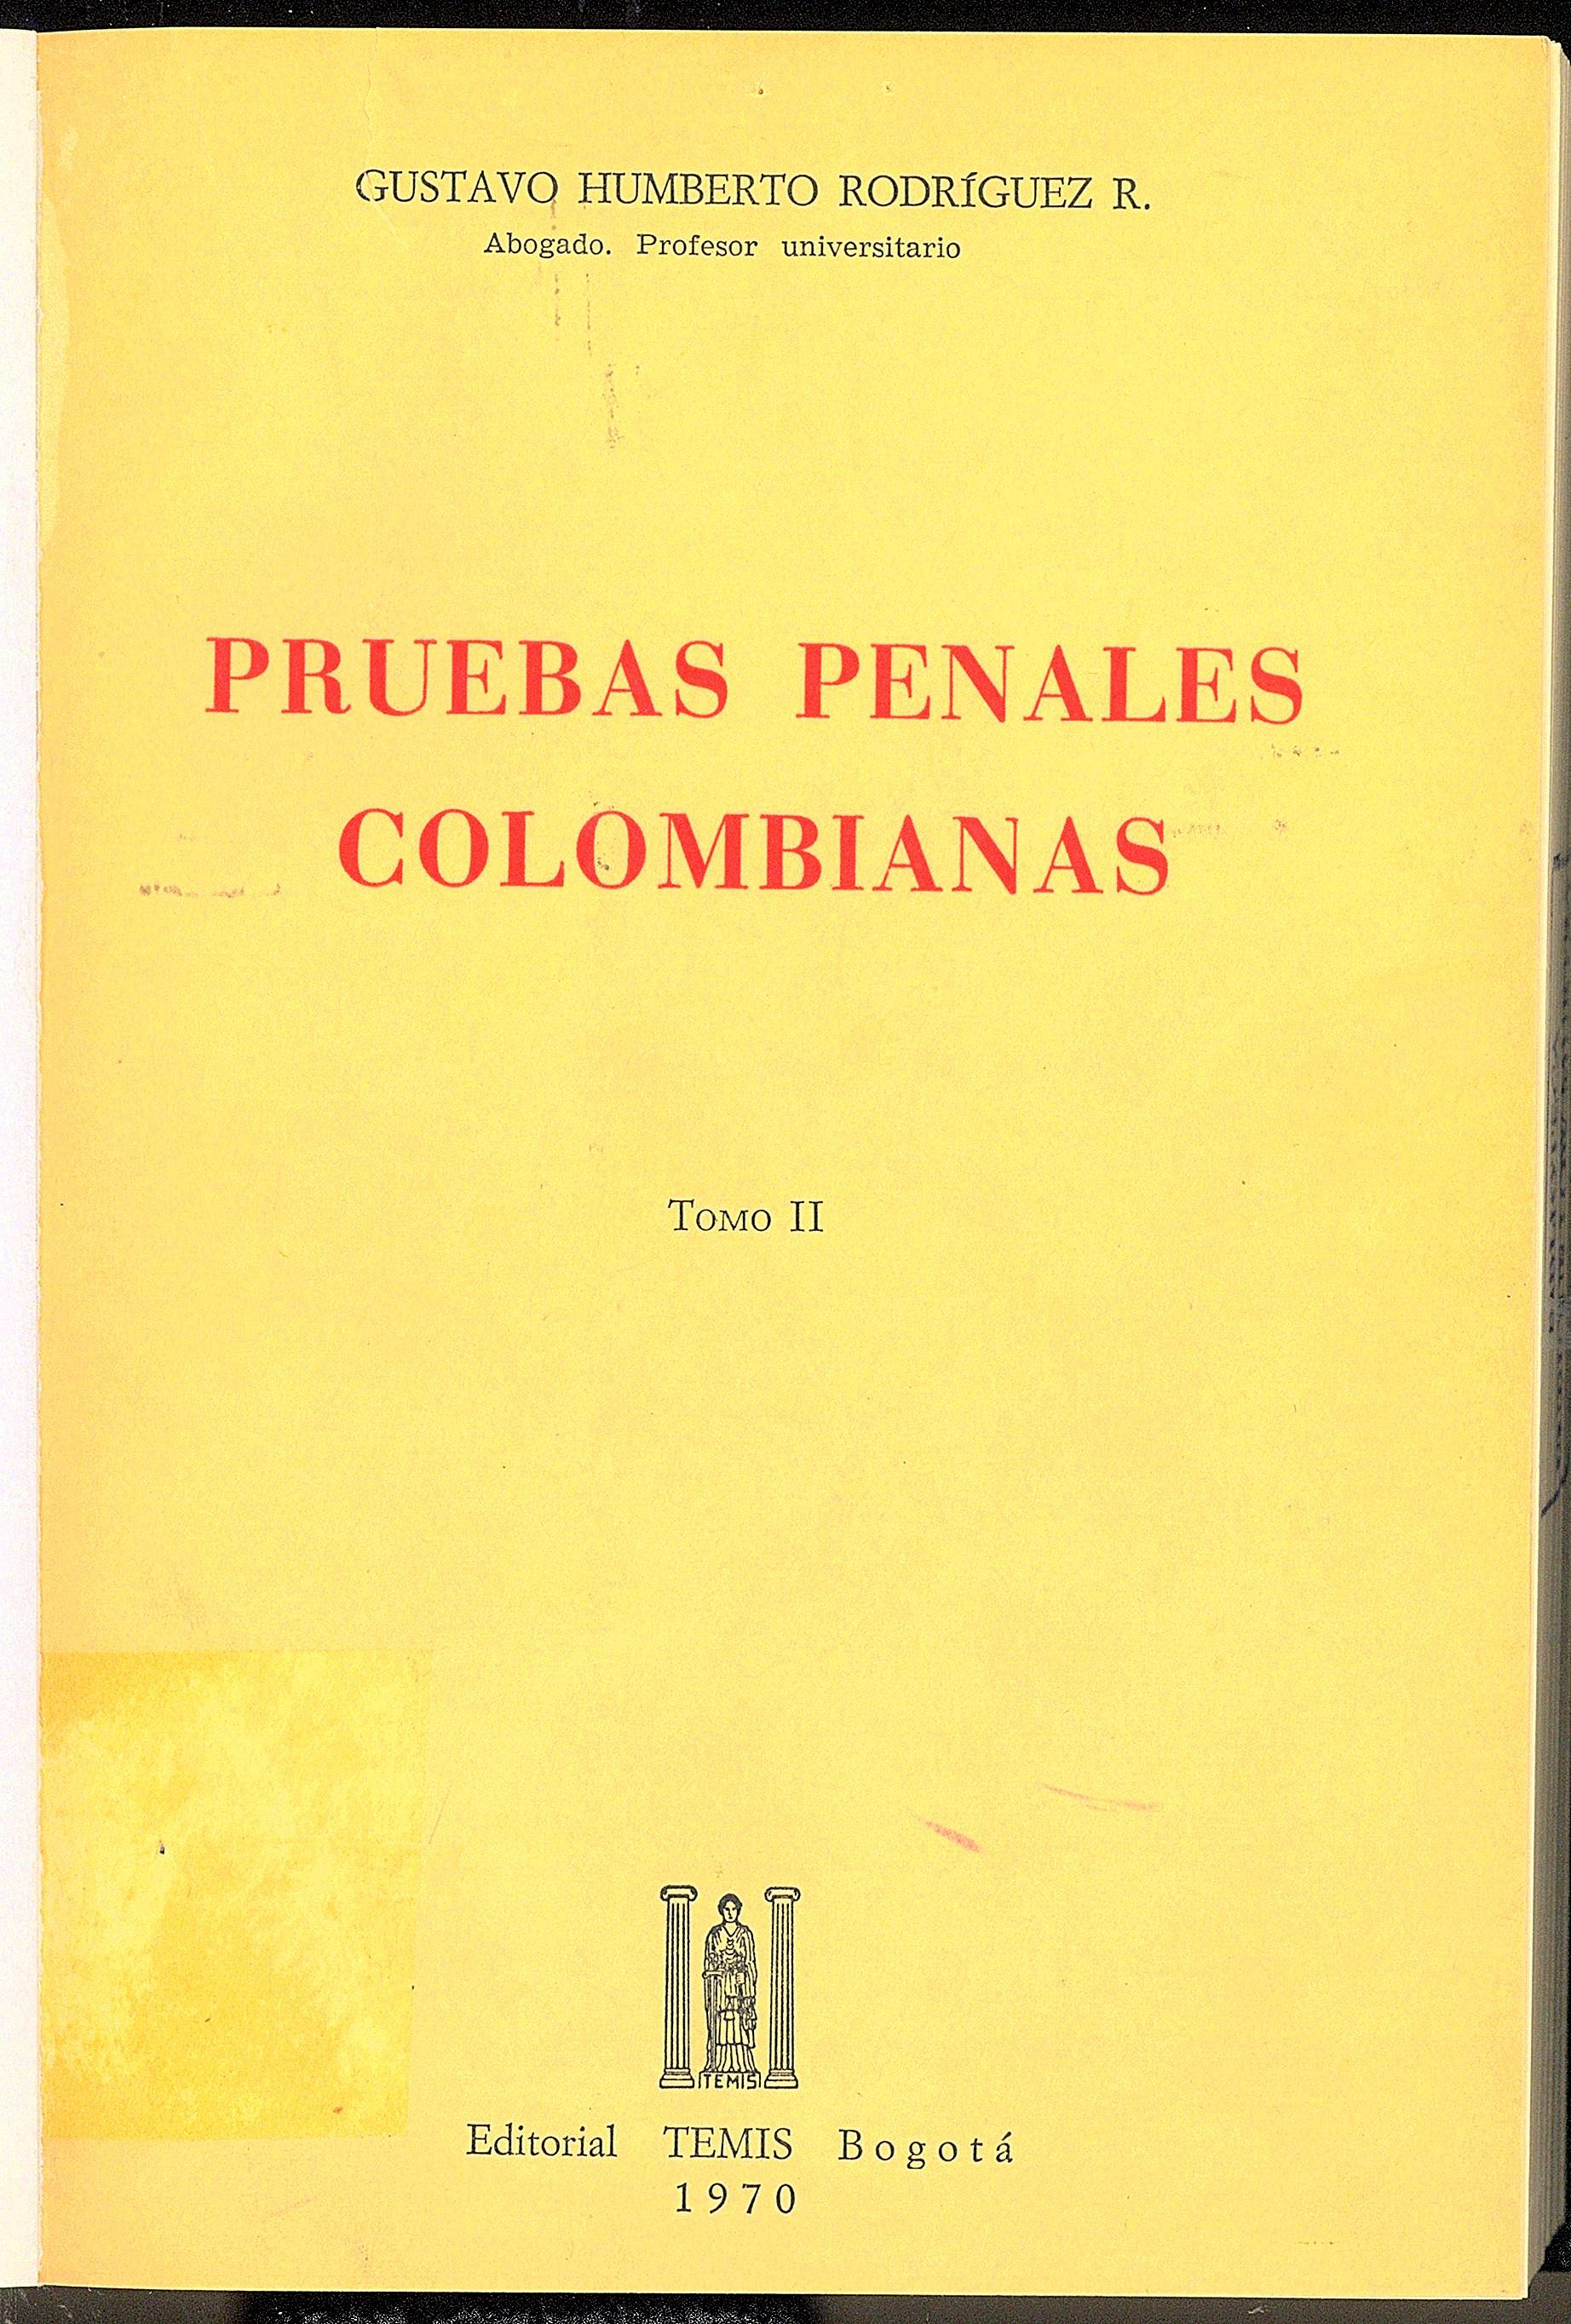 GUSTAVO HUMBERTO RODRÍGUEZ R.
Abogado. Profesor universitario
PRUEBAS PENALES
COLOMBIANAS
TOMO II
TEMIS
Editorial TEMIS Bogotá
1970